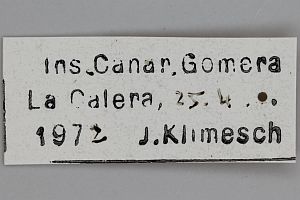 Ins.Canar.Gomera
La Calera, 25.4.
1972 J.Klimesch